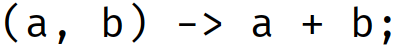 (a, b) -> a + b;